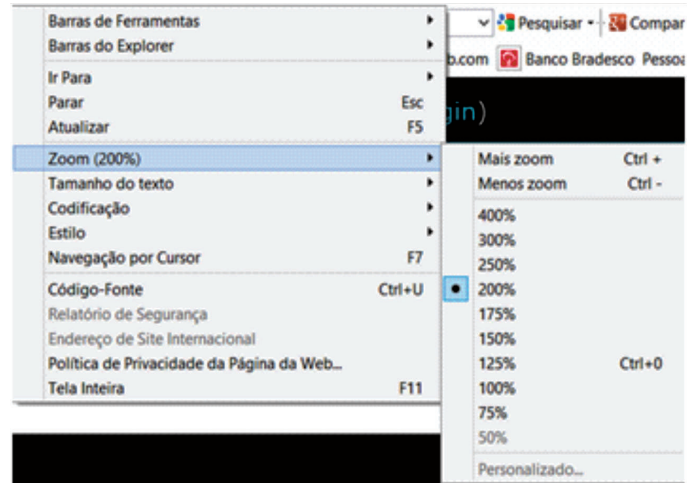 Barras de Ferramentas
Barras do Explorer
Ir Para
Parar Esc
Atualizar F5
Zoom (200%)
Tamanho do texto
Codificação
Estilo
Navegação por Cursor F7
Código-Fonte Ctrl+U
Relatório de Segurança
Endereço de Site Internacional
Política de Privacidade da Página da Web...
Tela Inteira F11
Pesquisar Compar
b.com Banco Bradesco Pessoa
gin)
Mais zoom Ctrl +
Menos zoom Ctrl -
400%
300%
250%
200%
175%
150%
125% Ctrl+0
100%
75%
50%
Personalizado...